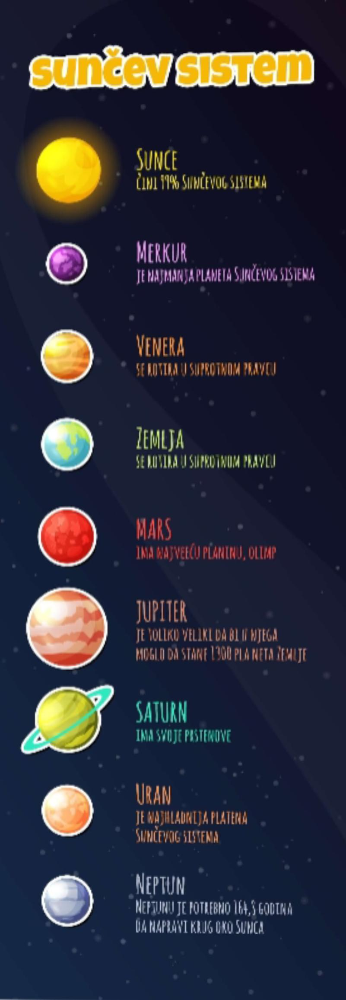 sunčev sistem
Sunce
čini 99% Sunčevog sistema
Merkur
je najmanja planeta Sunčevog sistema
Venera
se rotira u suprotnom pravcu
Zemlja
se rotira u suprotnom pravcu
Mars
ima najveeću planinu, Olimp
Jupiter
je toliko veliki da bi u njega
moglo da stane 1300 pla neta Zemlje
Saturn
ima svoje prstenove
Uran
je najhladnija platena
Sunčevog sistema
Neptun
Neptunu je potrebno 164,8 godina
da napravi krug oko Sunca